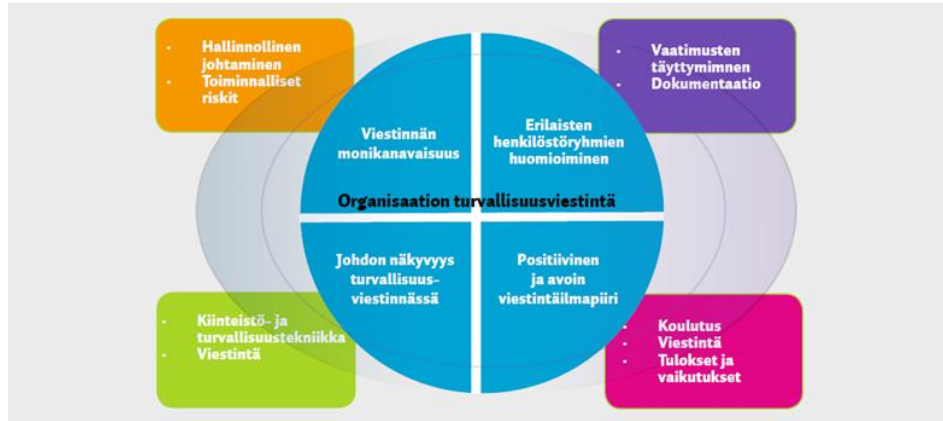 - Hallinnollinen
johtaminen
- Toiminnalliset
riskit
- Vaatimusten
täyttymimnen
- Dokumentaatio
Viestinnän
monikanavaisuus
Erilaisten
henkilöstöryhmien
huomioiminen
Organisaation turvallisuusviestintä
Johdon näkyvyys
turvallisuus-
viestinnässä
Positiivinen
ja avoin
viestintäilmapiiri
- Kiinteistö- ja
turvallisuustekniikka
- Viestintä
- Koulutus
- Viestintä
- Tulokset ja
vaikutukset